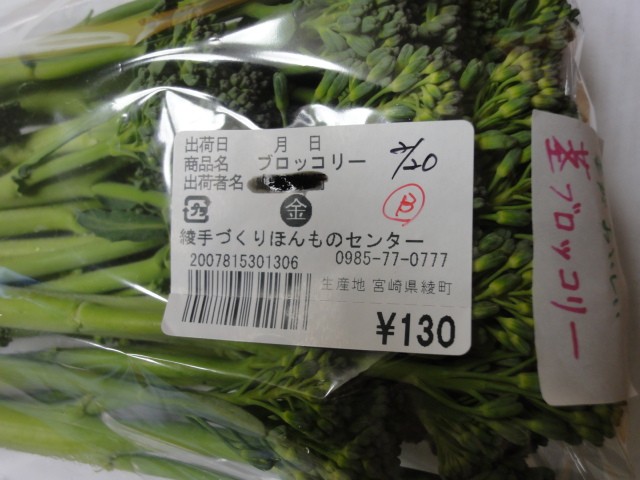 出荷日 月 日
商品名 ブロッコリー 2/20
出荷者名
プラ 金 B
綾手づくりほんものセンター
2007815301306 0985-77-0777
生産地 宮崎県綾町
¥130
茎ブロッコリー